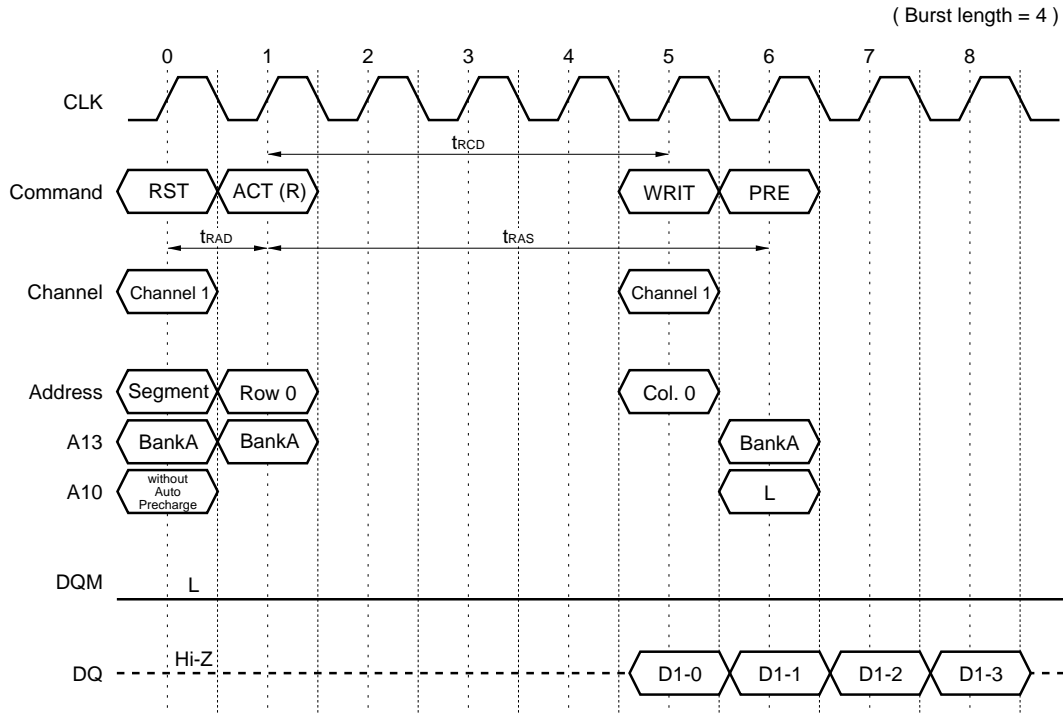 ( Burst length = 4 )
0 1 2 3 4 5 6 7 8
CLK
tRCD
Command RST ACT (R) WRIT PRE
tRAD tRAS
Channel Channel 1 Channel 1
Address Segment Row 0 Col. 0
A13 BankA BankA BankA
A10 without Auto Precharge L
DQM L
Hi-Z
DQ D1-0 D1-1 D1-2 D1-3